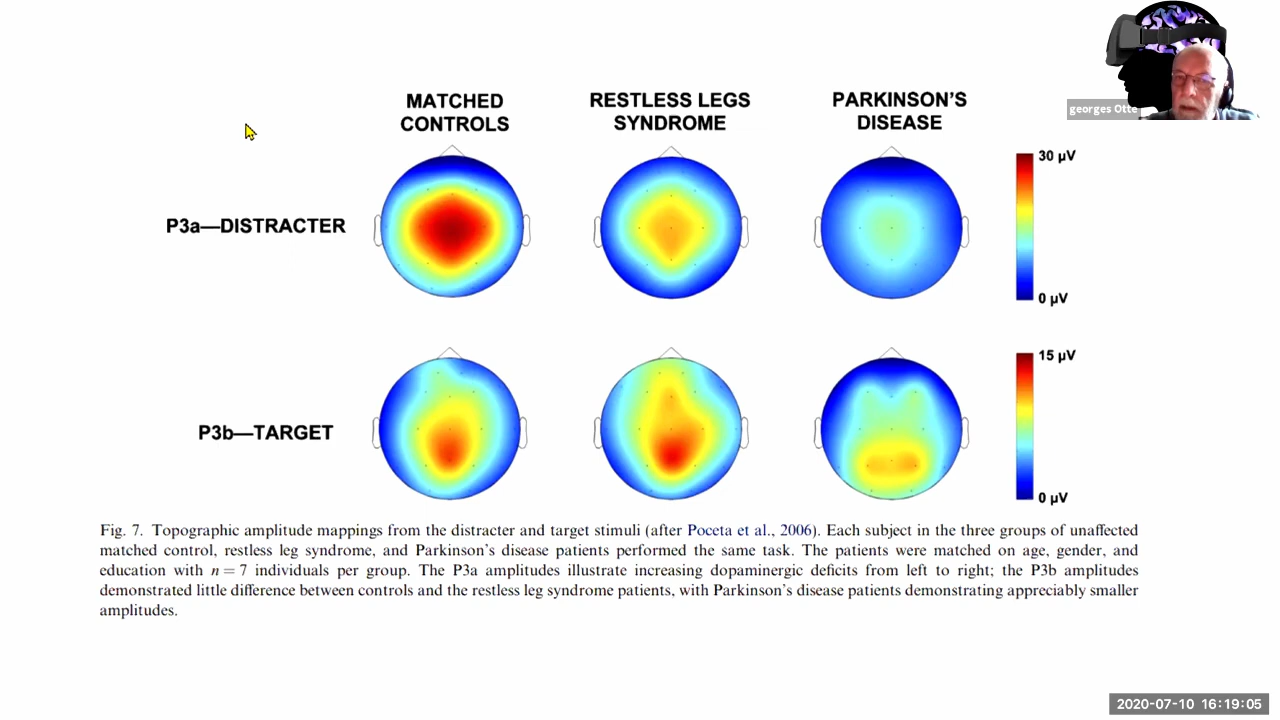 georges Otte
MATCHED
CONTROLS
RESTLESS LEGS
SYNDROME
PARKINSON'S
DISEASE
P3a—DISTRACTER
30 µV
0 µV
P3b—TARGET
15 µV
0 µV
Fig. 7. Topographic amplitude mappings from the distracter and target stimuli (after Poceta et al., 2006). Each subject in the three groups of unaffected
matched control, restless leg syndrome, and Parkinson's disease patients performed the same task. The patients were matched on age, gender, and
education with n = 7 individuals per group. The P3a amplitudes illustrate increasing dopaminergic deficits from left to right; the P3b amplitudes
demonstrated little difference between controls and the restless leg syndrome patients, with Parkinson's disease patients demonstrating appreciably smaller
amplitudes.
2020-07-10 16:19:05